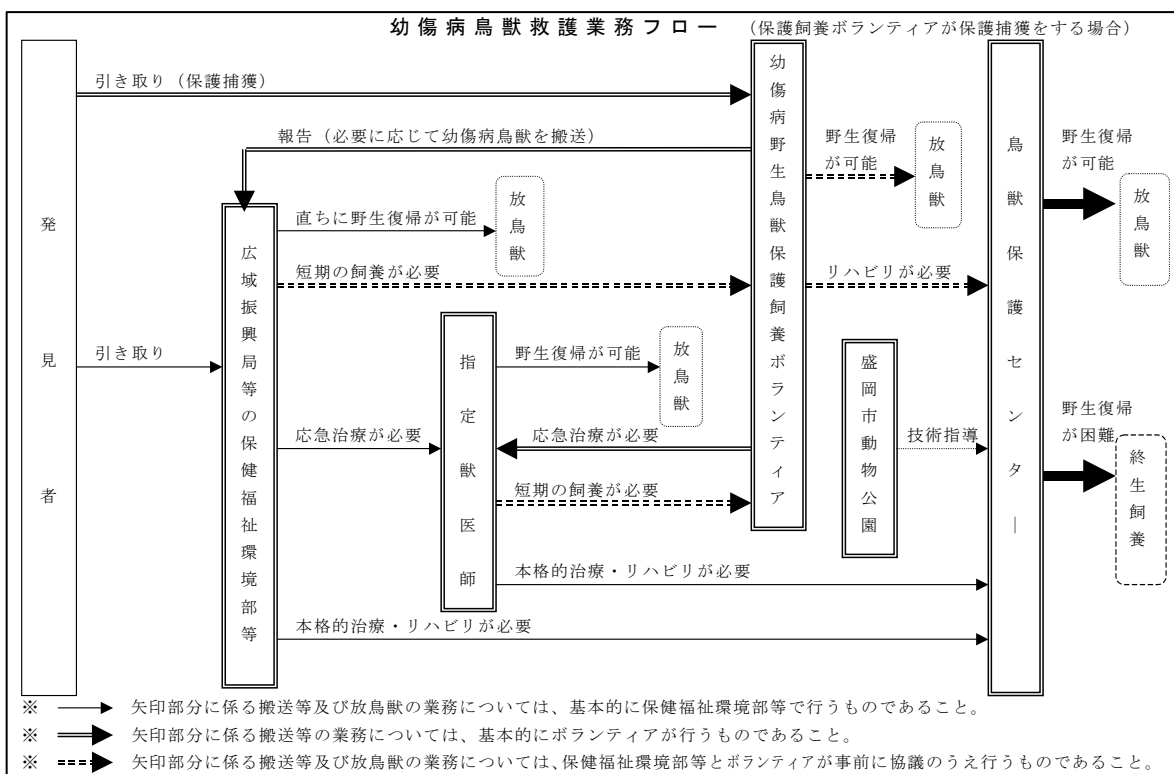 幼傷病鳥獣救護業務フロー （保護飼養ボランティアが保護捕獲をする場合）
発見者
引き取り（保護捕獲）
報告（必要に応じて幼傷病鳥獣を搬送）
広域振興局等の保健福祉環境部等
直ちに野生復帰が可能
放鳥獣
短期の飼養が必要
引き取り
指定獣医師
野生復帰が可能
放鳥獣
応急治療が必要
応急治療が必要
短期の飼養が必要
本格的治療・リハビリが必要
本格的治療・リハビリが必要
幼傷病野生鳥獣保護飼養ボランティア
野生復帰
が可能
放鳥獣
リハビリが必要
盛岡市動物公園
技術指導
鳥獣保護センター
野生復帰
が可能
放鳥獣
野生復帰
が困難
終生飼養
※ 矢印部分に係る搬送等及び放鳥獣の業務については、基本的に保健福祉環境部等で行うものであること。
※ 矢印部分に係る搬送等の業務については、基本的にボランティアが行うものであること。
※ 矢印部分に係る搬送等及び放鳥獣の業務については、保健福祉環境部等とボランティアが事前に協議のうえ行うものであること。